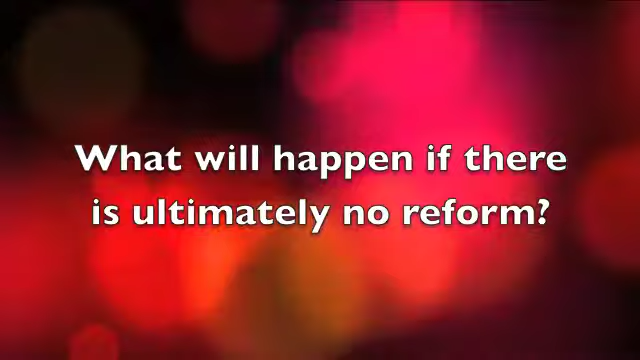 What will happen if there
is ultimately no reform?